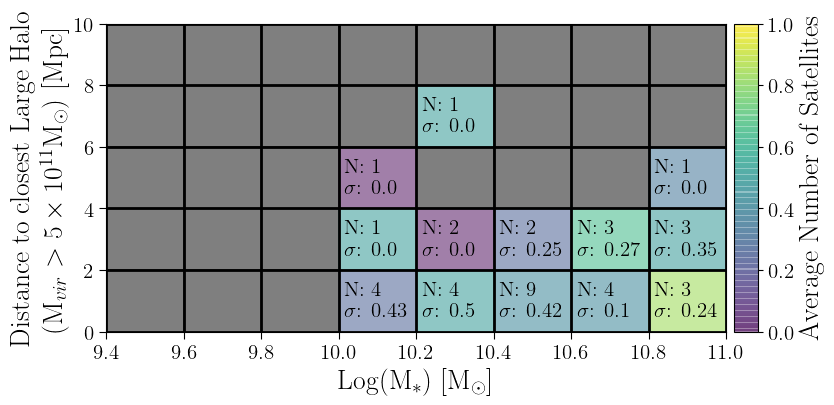 Distance to closest Large Halo
(M_vir > 5 × 10^11 M_⊙) [Mpc]
10
8
6
4
2
0
N: 1
σ: 0.0
N: 1
σ: 0.0
N: 1
σ: 0.0
N: 1
σ: 0.0
N: 2
σ: 0.0
N: 2
σ: 0.25
N: 3
σ: 0.27
N: 3
σ: 0.35
N: 4
σ: 0.43
N: 4
σ: 0.5
N: 9
σ: 0.42
N: 4
σ: 0.1
N: 3
σ: 0.24
9.4 9.6 9.8 10.0 10.2 10.4 10.6 10.8 11.0
Log(M_*) [M_⊙]
1.0
0.8
0.6
0.4
0.2
0.0
Average Number of Satellites